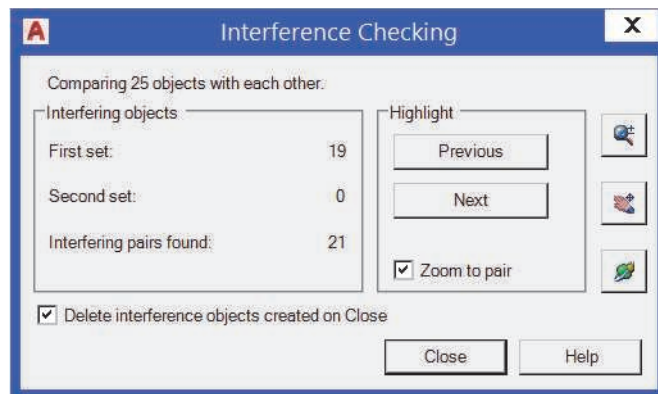 Interference Checking
X
Comparing 25 objects with each other.
Interfering objects
First set: 19
Second set: 0
Interfering pairs found: 21
Highlight
Previous
Next
Zoom to pair
Delete interference objects created on Close
Close
Help